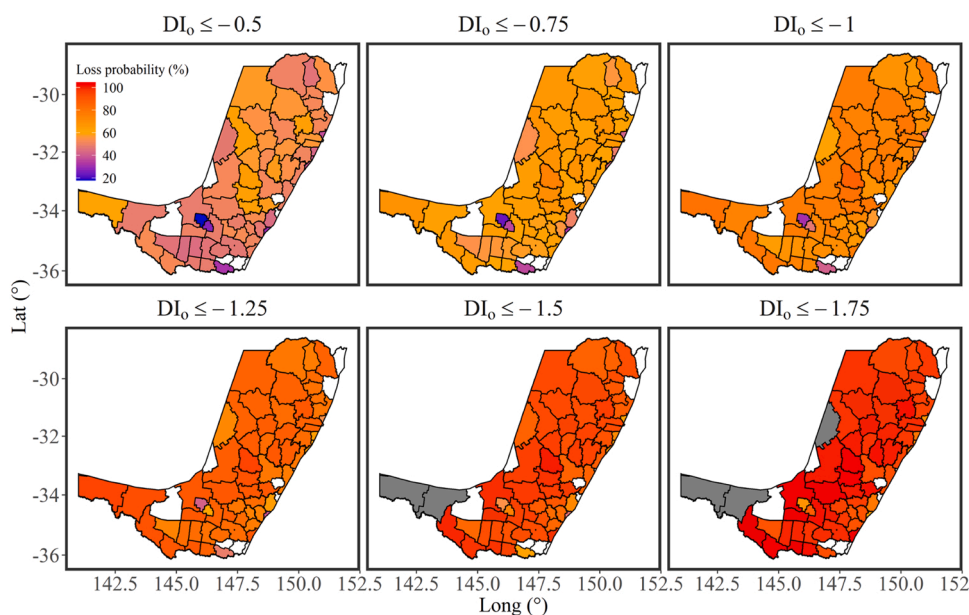 DIₒ ≤ −0.5
DIₒ ≤ −0.75
DIₒ ≤ −1
Loss probability (%)
100
80
60
40
20
-30
-32
-34
-36
DIₒ ≤ −1.25
DIₒ ≤ −1.5
DIₒ ≤ −1.75
Lat (°)
-30
-32
-34
-36
142.5 145.0 147.5 150.0 152.5
142.5 145.0 147.5 150.0 152.5
142.5 145.0 147.5 150.0 152
Long (°)